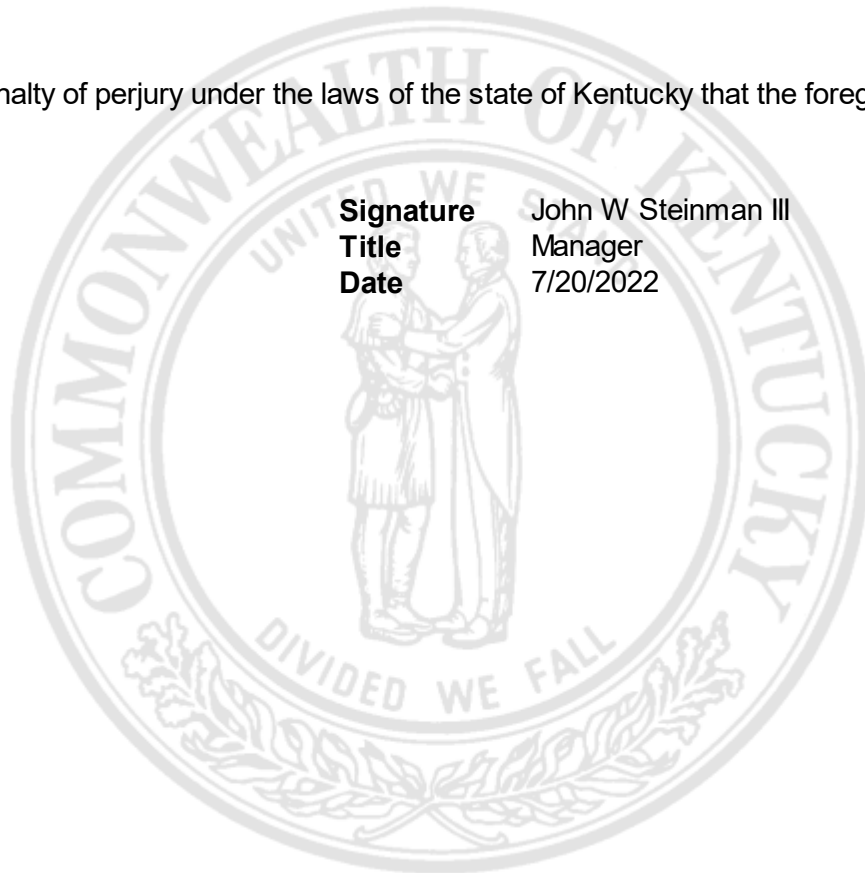 nalty of perjury under the laws of the state of Kentucky that the foreg
Signature John W Steinman III
Title Manager
Date 7/20/2022
COMMONWEALTH OF KENTUCKY
UNITED WE STAND
DIVIDED WE FALL